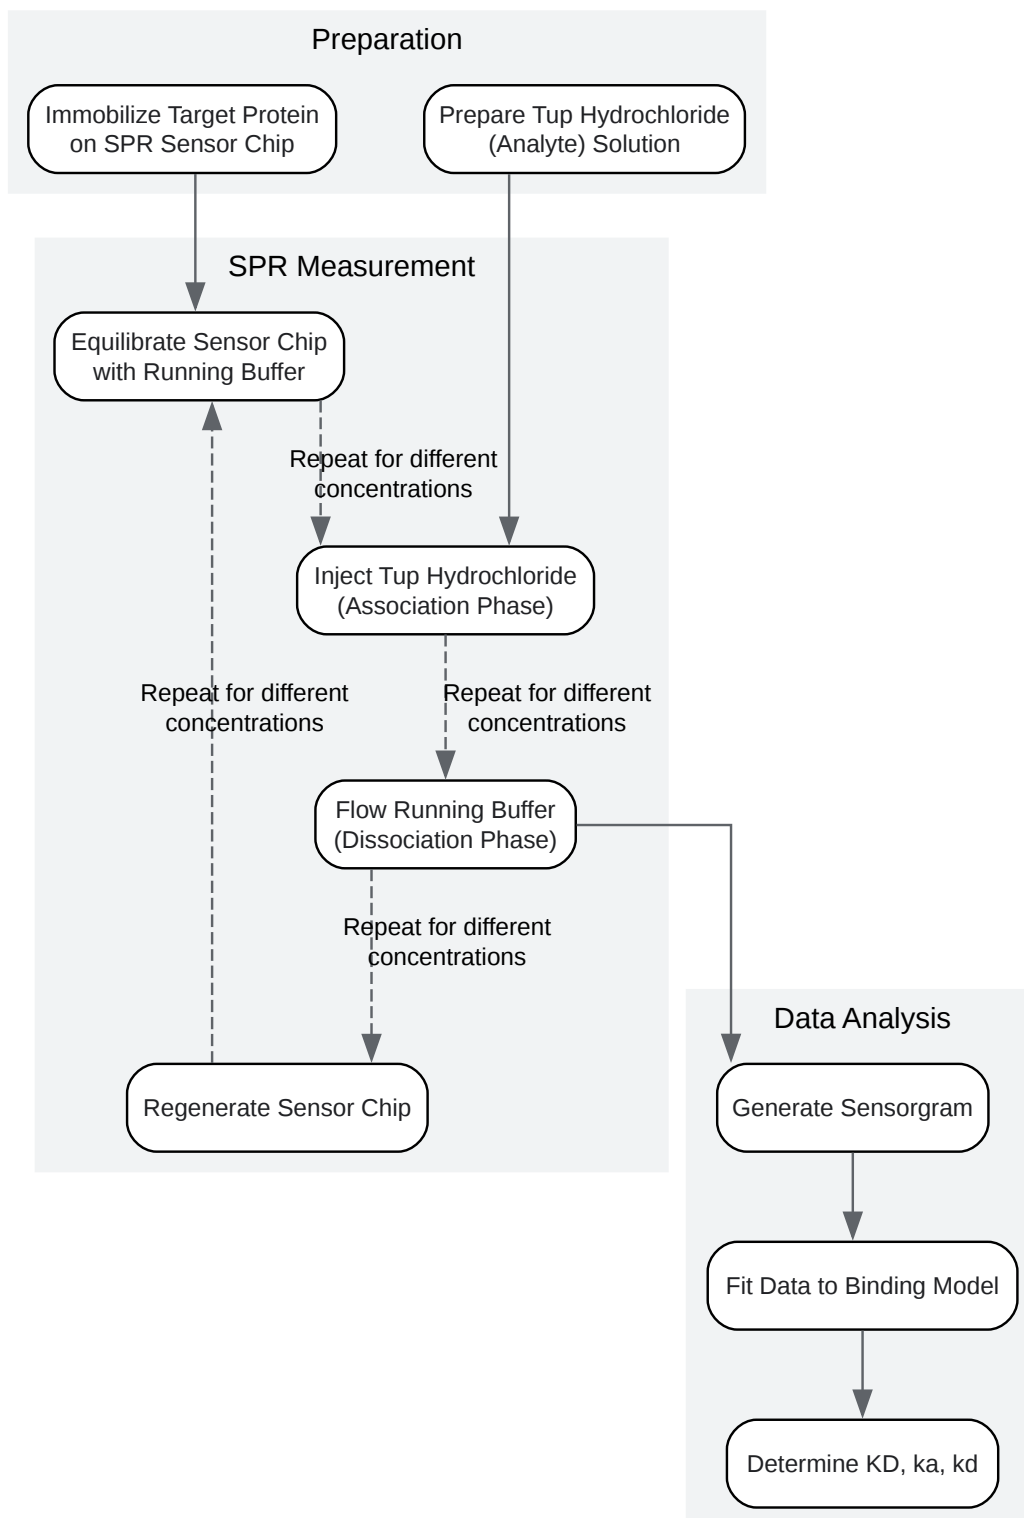 Preparation
Immobilize Target Protein
on SPR Sensor Chip
Prepare Tup Hydrochloride
(Analyte) Solution
SPR Measurement
Equilibrate Sensor Chip
with Running Buffer
Repeat for different
concentrations
Inject Tup Hydrochloride
(Association Phase)
Repeat for different
concentrations
Repeat for different
concentrations
Flow Running Buffer
(Dissociation Phase)
Repeat for different
concentrations
Regenerate Sensor Chip
Data Analysis
Generate Sensorgram
Fit Data to Binding Model
Determine KD, ka, kd